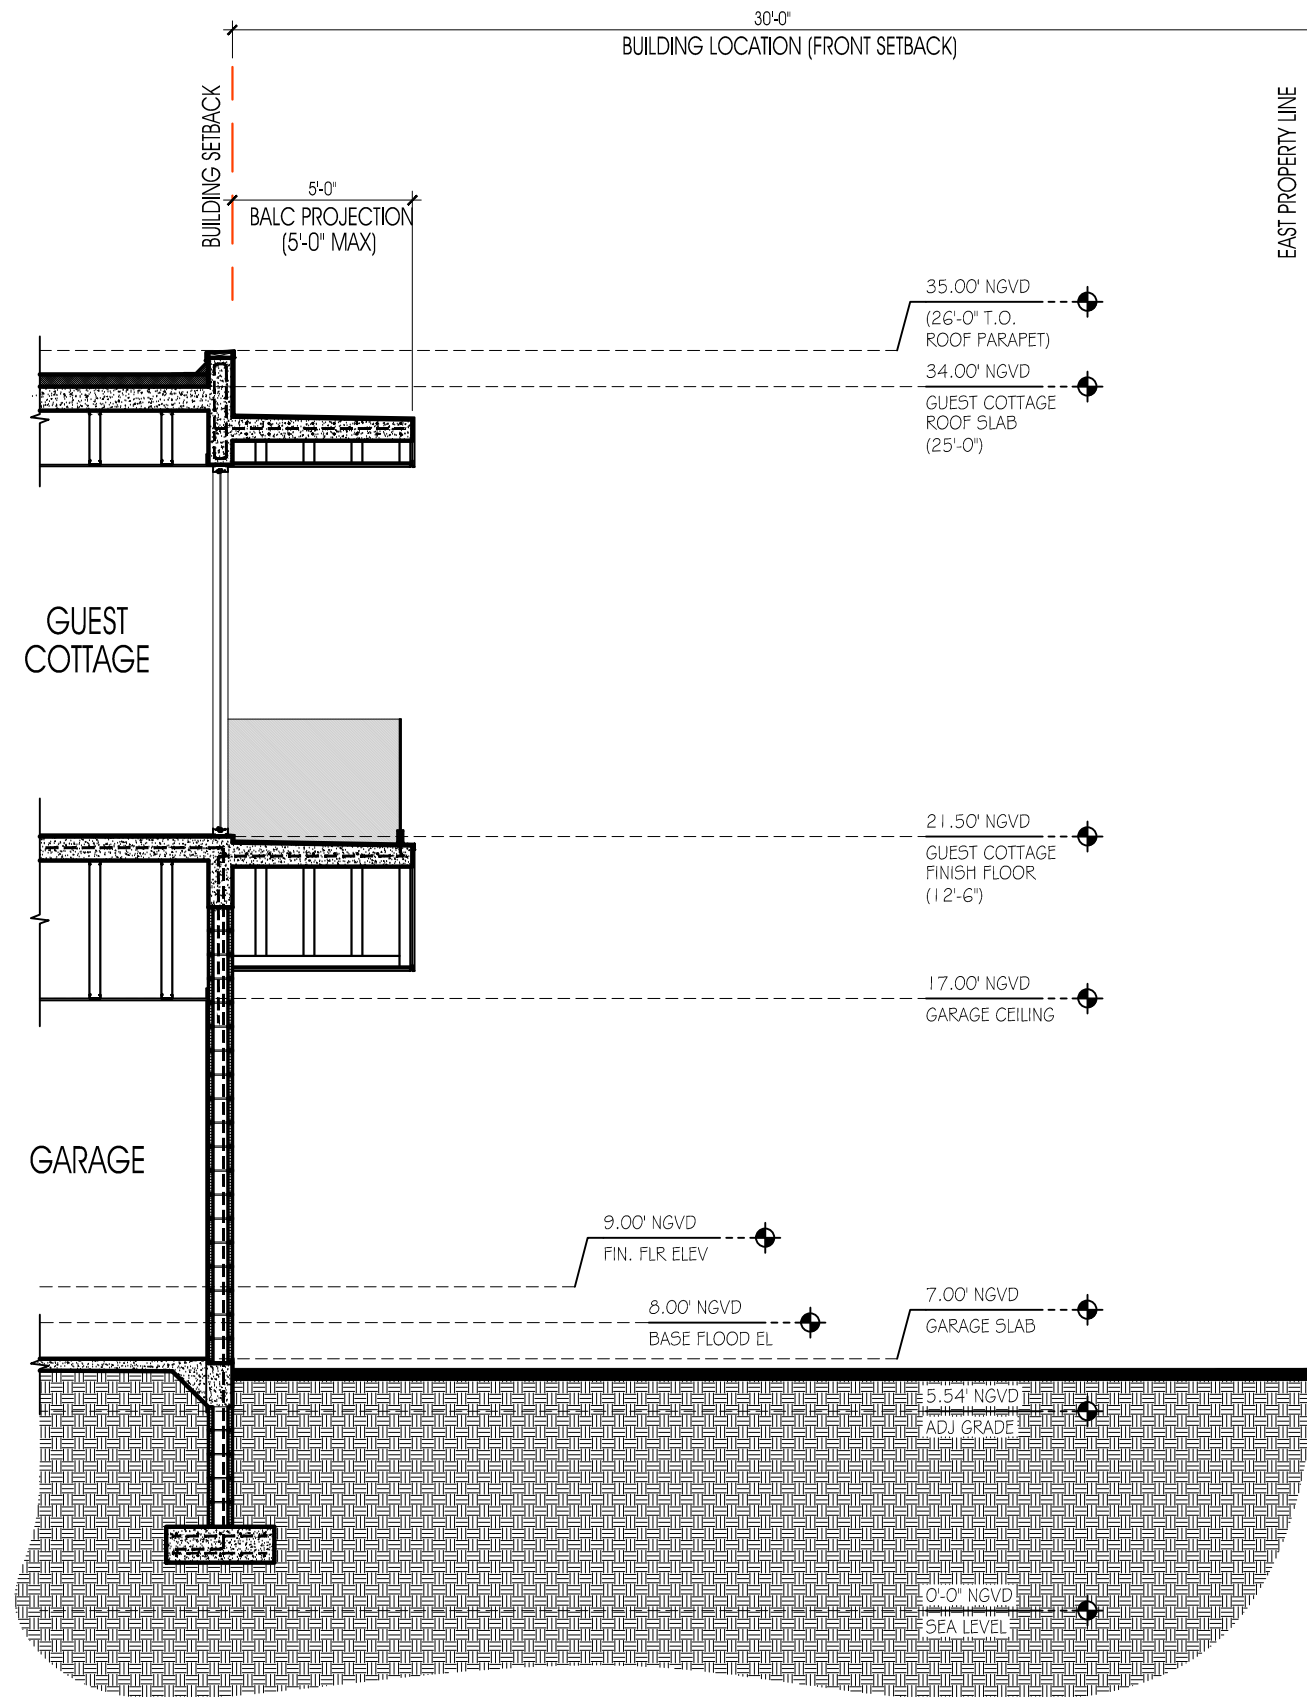 30'-0"
BUILDING LOCATION (FRONT SETBACK)
BUILDING SETBACK
EAST PROPERTY LINE
5'-0"
BALC PROJECTION
(5'-0" MAX)
35.00' NGVD
(26'-0" T.O.
ROOF PARAPET)
34.00' NGVD
GUEST COTTAGE
ROOF SLAB
(25'-0")
GUEST
COTTAGE
21.50' NGVD
GUEST COTTAGE
FINISH FLOOR
(12'-6")
17.00' NGVD
GARAGE CEILING
GARAGE
9.00' NGVD
FIN. FLR ELEV
8.00' NGVD
BASE FLOOD EL
7.00' NGVD
GARAGE SLAB
5.54' NGVD
ADJ GRADE
0'-0" NGVD
SEA LEVEL